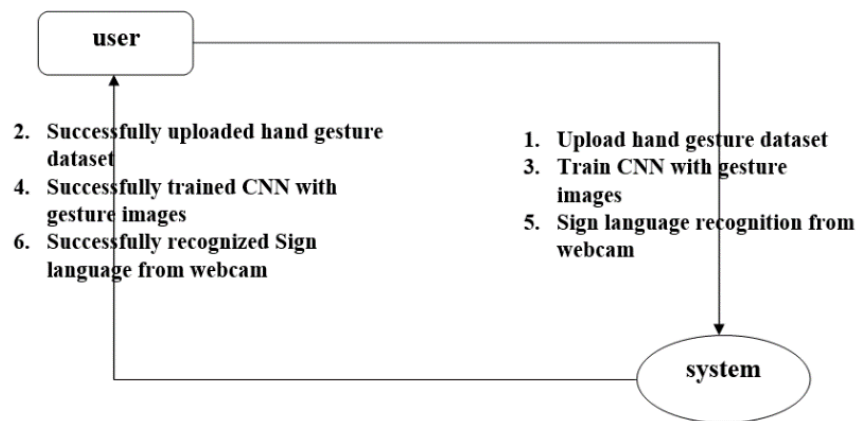 user
2. Successfully uploaded hand gesture
dataset
4. Successfully trained CNN with
gesture images
6. Successfully recognized Sign
language from webcam
1. Upload hand gesture dataset
3. Train CNN with gesture
images
5. Sign language recognition from
webcam
system